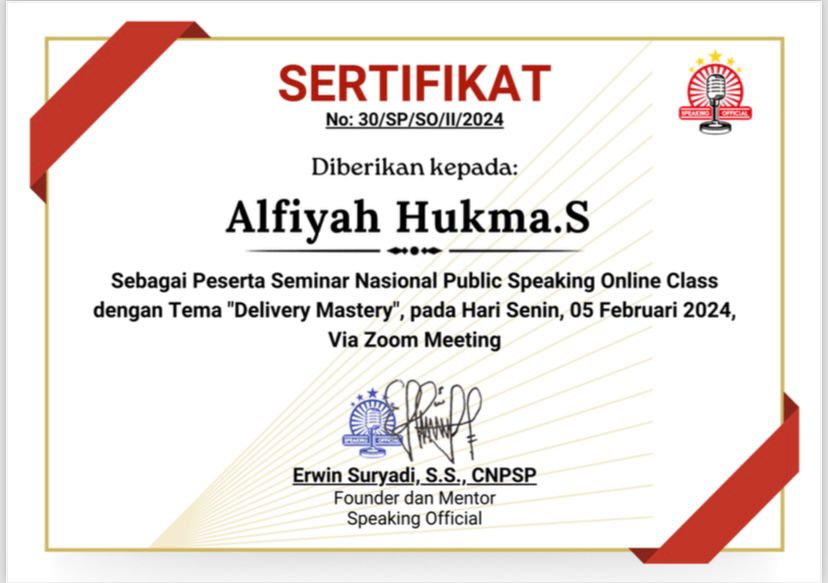 SERTIFIKAT
No: 30/SP/SO/II/2024
SPEAKING OFFICIAL
Diberikan kepada:
Alfiyah Hukma.S
Sebagai Peserta Seminar Nasional Public Speaking Online Class
dengan Tema "Delivery Mastery", pada Hari Senin, 05 Februari 2024,
Via Zoom Meeting
SPEAKING OFFICIAL
Erwin Suryadi, S.S., CNPSP
Founder dan Mentor
Speaking Official